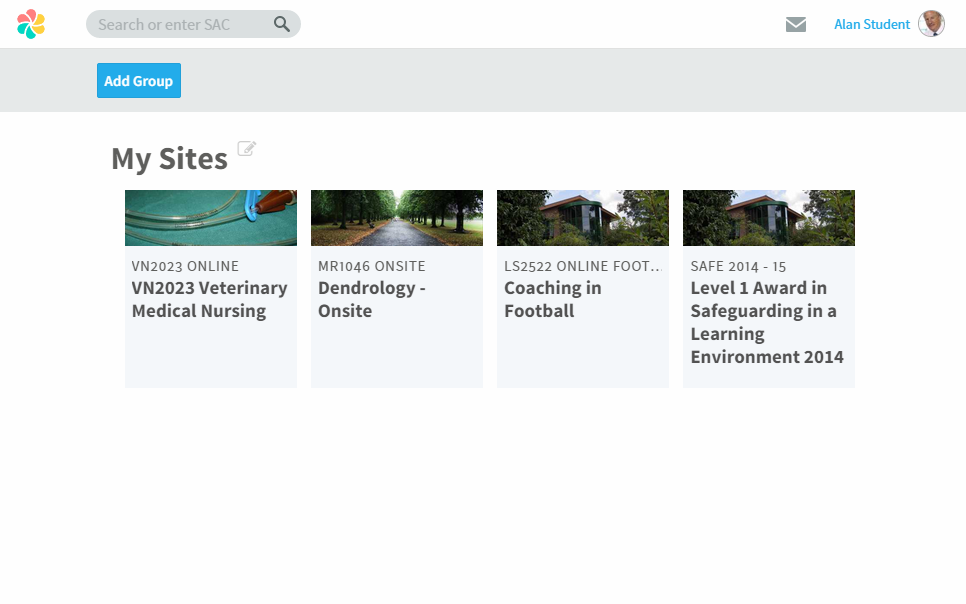 Search or enter SAC
Alan Student
Add Group
My Sites
VN2023 ONLINE
VN2023 Veterinary
Medical Nursing
MR1046 ONSITE
Dendrology -
Onsite
LS2522 ONLINE FOOT...
Coaching in
Football
SAFE 2014 - 15
Level 1 Award in
Safeguarding in a
Learning
Environment 2014